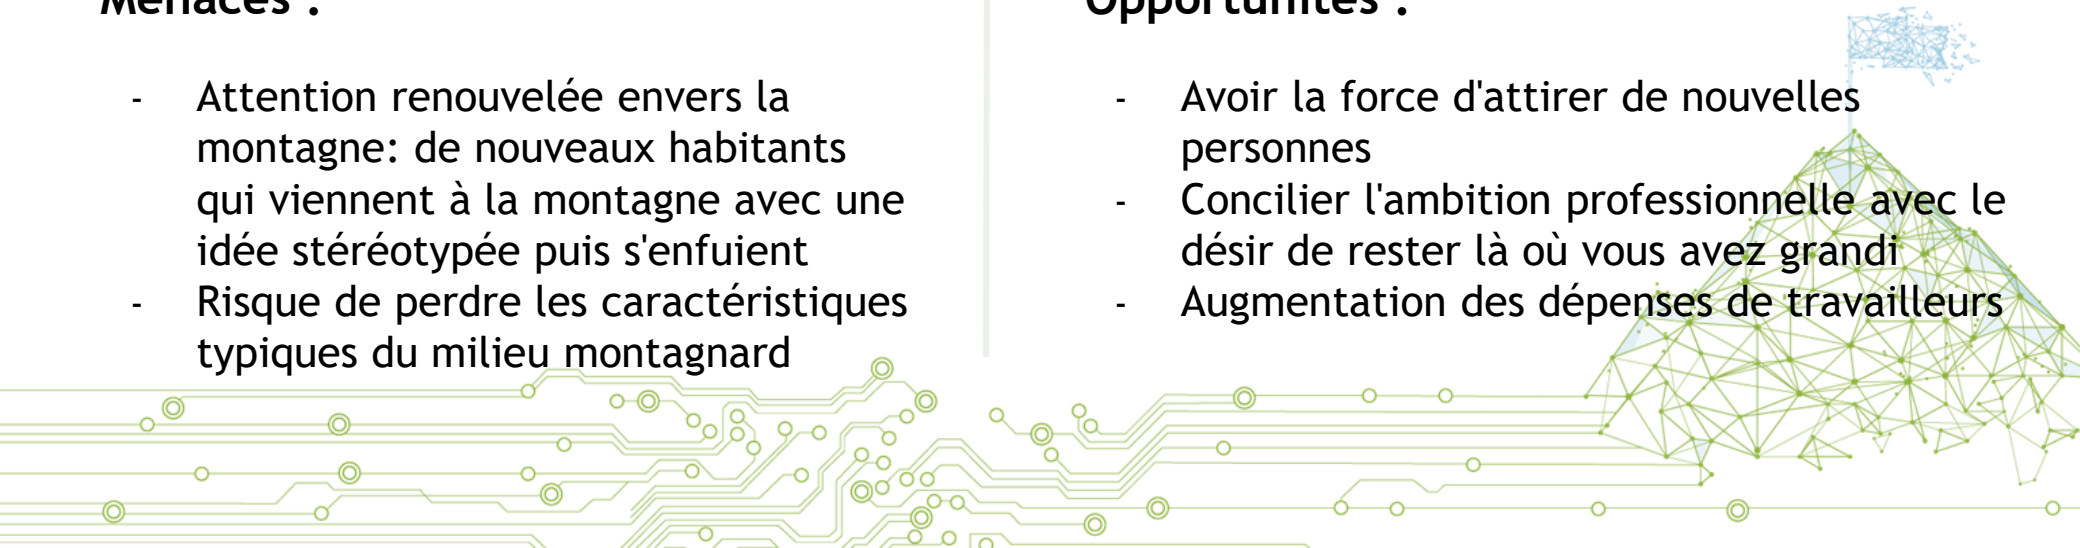 Menaces :
- Attention renouvelée envers la
montagne: de nouveaux habitants
qui viennent à la montagne avec une
idée stéréotypée puis s'enfuient
- Risque de perdre les caractéristiques
typiques du milieu montagnard
Opportunités :
- Avoir la force d'attirer de nouvelles
personnes
- Concilier l'ambition professionnelle avec le
désir de rester là où vous avez grandi
- Augmentation des dépenses de travailleurs